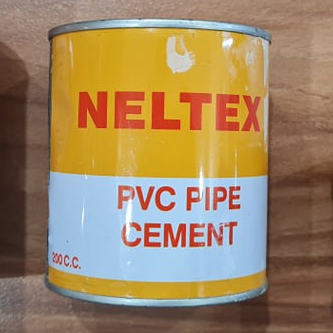 NELTEX
PVC PIPE
CEMENT
200 C.C.